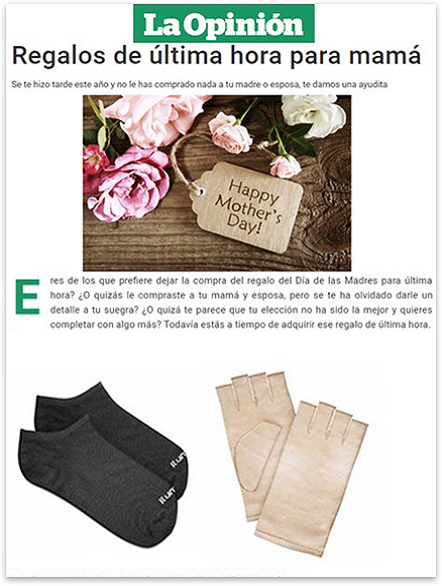 La Opinión
Regalos de última hora para mamá
Se te hizo tarde este año y no le has comprado nada a tu madre o esposa, te damos una ayudita
Happy
Mother's
Day!
Eres de los que prefiere dejar la compra del regalo del Día de las Madres para última
hora? ¿O quizás le compraste a tu mamá y esposa, pero se te ha olvidado darle un
detalle a tu suegra? ¿O quizá te parece que tu elección no ha sido la mejor y quieres
completar con algo más? Todavía estás a tiempo de adquirir ese regalo de última hora.